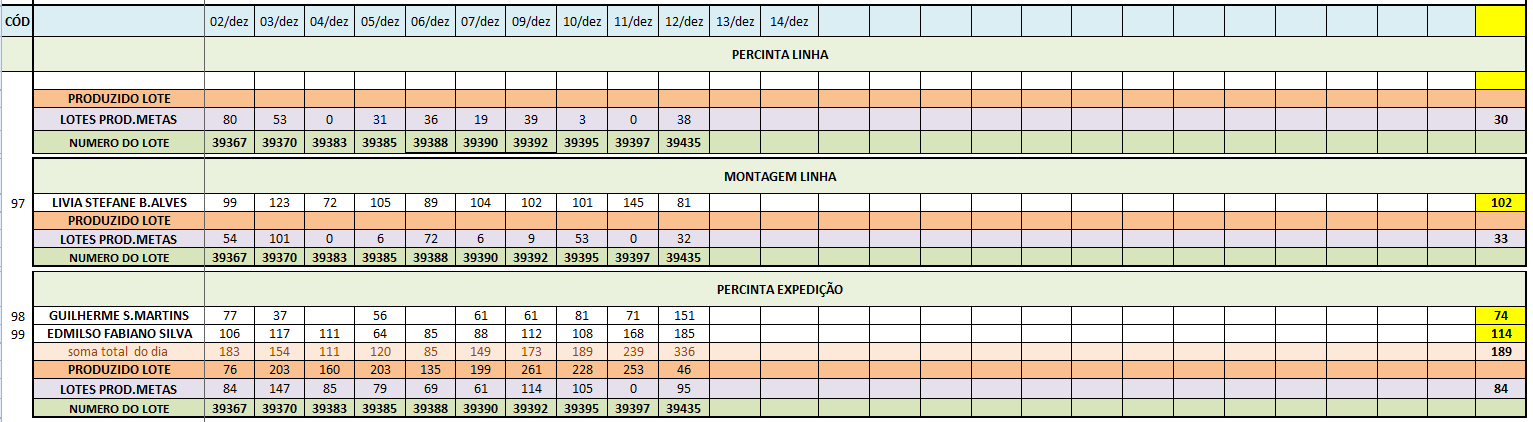 CÓD 02/dez 03/dez 04/dez 05/dez 06/dez 07/dez 09/dez 10/dez 11/dez 12/dez 13/dez 14/dez
PERCINTA LINHA
PRODUZIDO LOTE
LOTES PROD.METAS 80 53 0 31 36 19 39 3 0 38 30
NUMERO DO LOTE 39367 39370 39383 39385 39388 39390 39392 39395 39397 39435
MONTAGEM LINHA
97 LIVIA STEFANE B.ALVES 99 123 72 105 89 104 102 101 145 81 102
PRODUZIDO LOTE
LOTES PROD.METAS 54 101 0 6 72 6 9 53 0 32 33
NUMERO DO LOTE 39367 39370 39383 39385 39388 39390 39392 39395 39397 39435
PERCINTA EXPEDIÇÃO
98 GUILHERME S.MARTINS 77 37 56 61 61 81 71 151 74
99 EDMILSO FABIANO SILVA 106 117 111 64 85 88 112 108 168 185 114
soma total do dia 183 154 111 120 85 149 173 189 239 336 189
PRODUZIDO LOTE 76 203 160 203 135 199 261 228 253 46
LOTES PROD.METAS 84 147 85 79 69 61 114 105 0 95 84
NUMERO DO LOTE 39367 39370 39383 39385 39388 39390 39392 39395 39397 39435